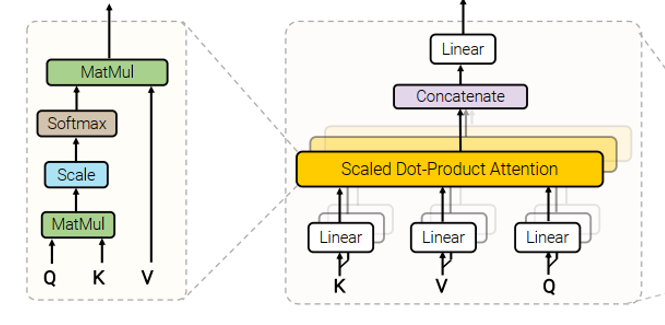 MatMul
Softmax
Scale
MatMul
Q K V
Linear
Concatenate
Scaled Dot-Product Attention
Linear Linear Linear
K V Q